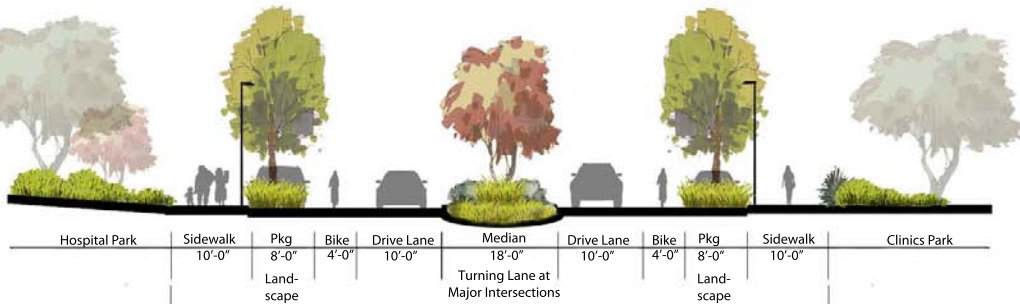 Hospital Park Sidewalk Pkg Bike Drive Lane Median Drive Lane Bike Pkg Sidewalk Clinics Park
10'-0" 8'-0" 4'-0" 10'-0" 18'-0" 10'-0" 4'-0" 8'-0" 10'-0"
Land-
scape
Turning Lane at
Major Intersections
Land-
scape